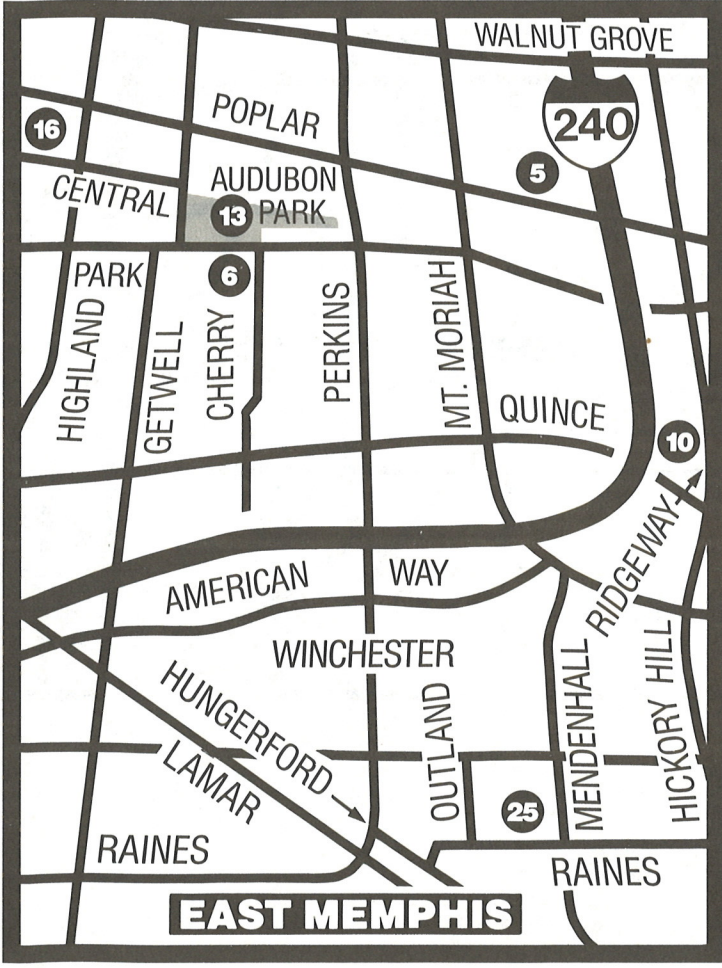 WALNUT GROVE
240
POPLAR
16
5
AUDUBON
PARK
13
CENTRAL
PARK
6
HIGHLAND
GETWELL
CHERRY
PERKINS
MT. MORIAH
QUINCE
10
RIDGEWAY
AMERICAN WAY
WINCHESTER
HUNGERFORD
LAMAR
OUTLAND
MENDENHALL
HICKORY HILL
25
RAINES
RAINES
EAST MEMPHIS